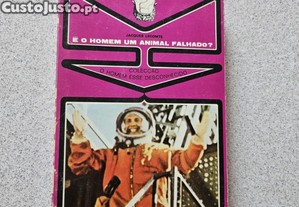 CustoJusto.pt
JACQUES LECOMTE
E O HOMEM UM ANIMAL FALHADO?
COLECÇÃO
O HOMEM ESSE DESCONHECIDO